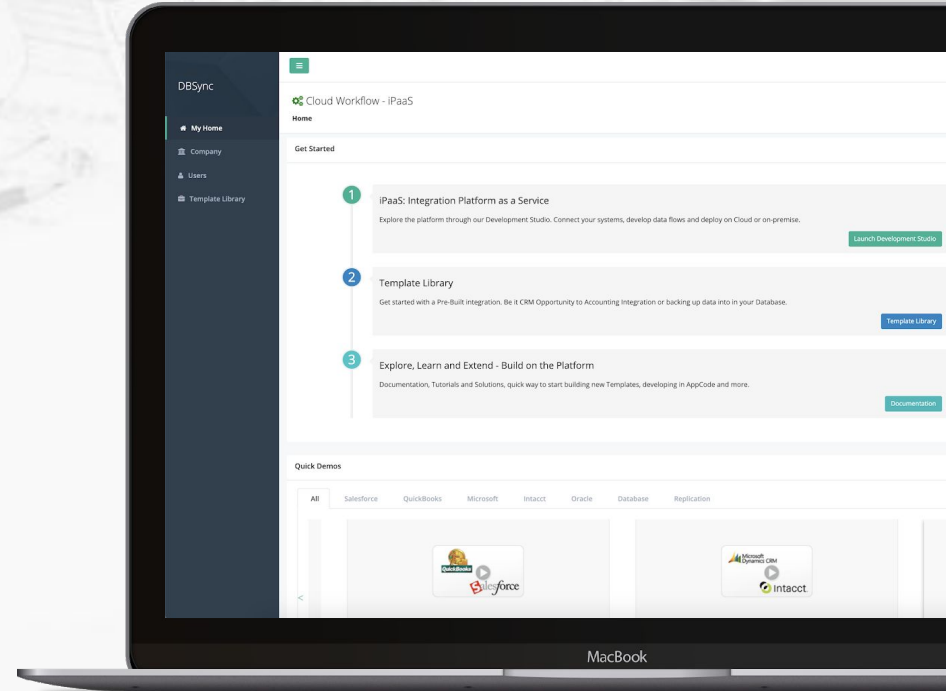 DBSync
My Home
Company
Users
Template Library
Cloud Workflow - iPaaS
Home
Get Started
1
iPaaS: Integration Platform as a Service
Explore the platform through our Development Studio. Connect your systems, develop data flows and deploy on Cloud or on-premise.
Launch Development Studio
2
Template Library
Get started with a Pre-Built integration. Be it CRM Opportunity to Accounting Integration or backing up data into in your Database.
Template Library
3
Explore, Learn and Extend - Build on the Platform
Documentation, Tutorials and Solutions, quick way to start building new Templates, developing in AppCode and more.
Documentation
Quick Demos
All Salesforce QuickBooks Microsoft Intacct Oracle Database Replication
QuickBooks
Salesforce
Microsoft
Dynamics CRM
intacct
<
MacBook